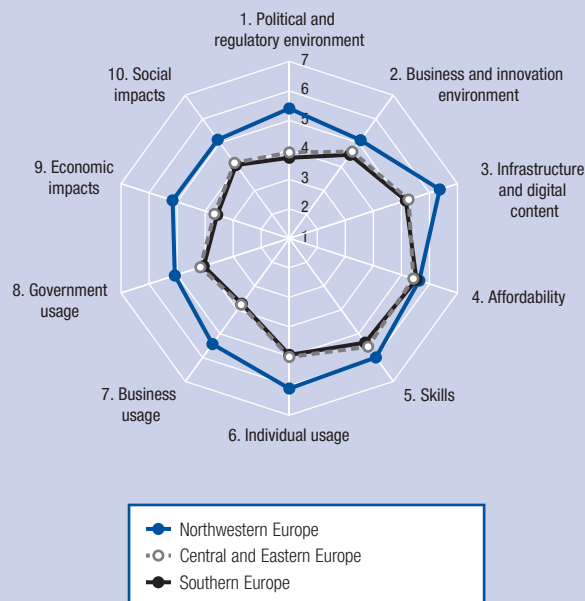 1. Political and
regulatory environment
10. Social
impacts
2. Business and innovation
environment
9. Economic
impacts
3. Infrastructure
and digital
content
8. Government
usage
4. Affordability
7. Business
usage
5. Skills
6. Individual usage
7
6
5
4
3
2
1
Northwestern Europe
Central and Eastern Europe
Southern Europe